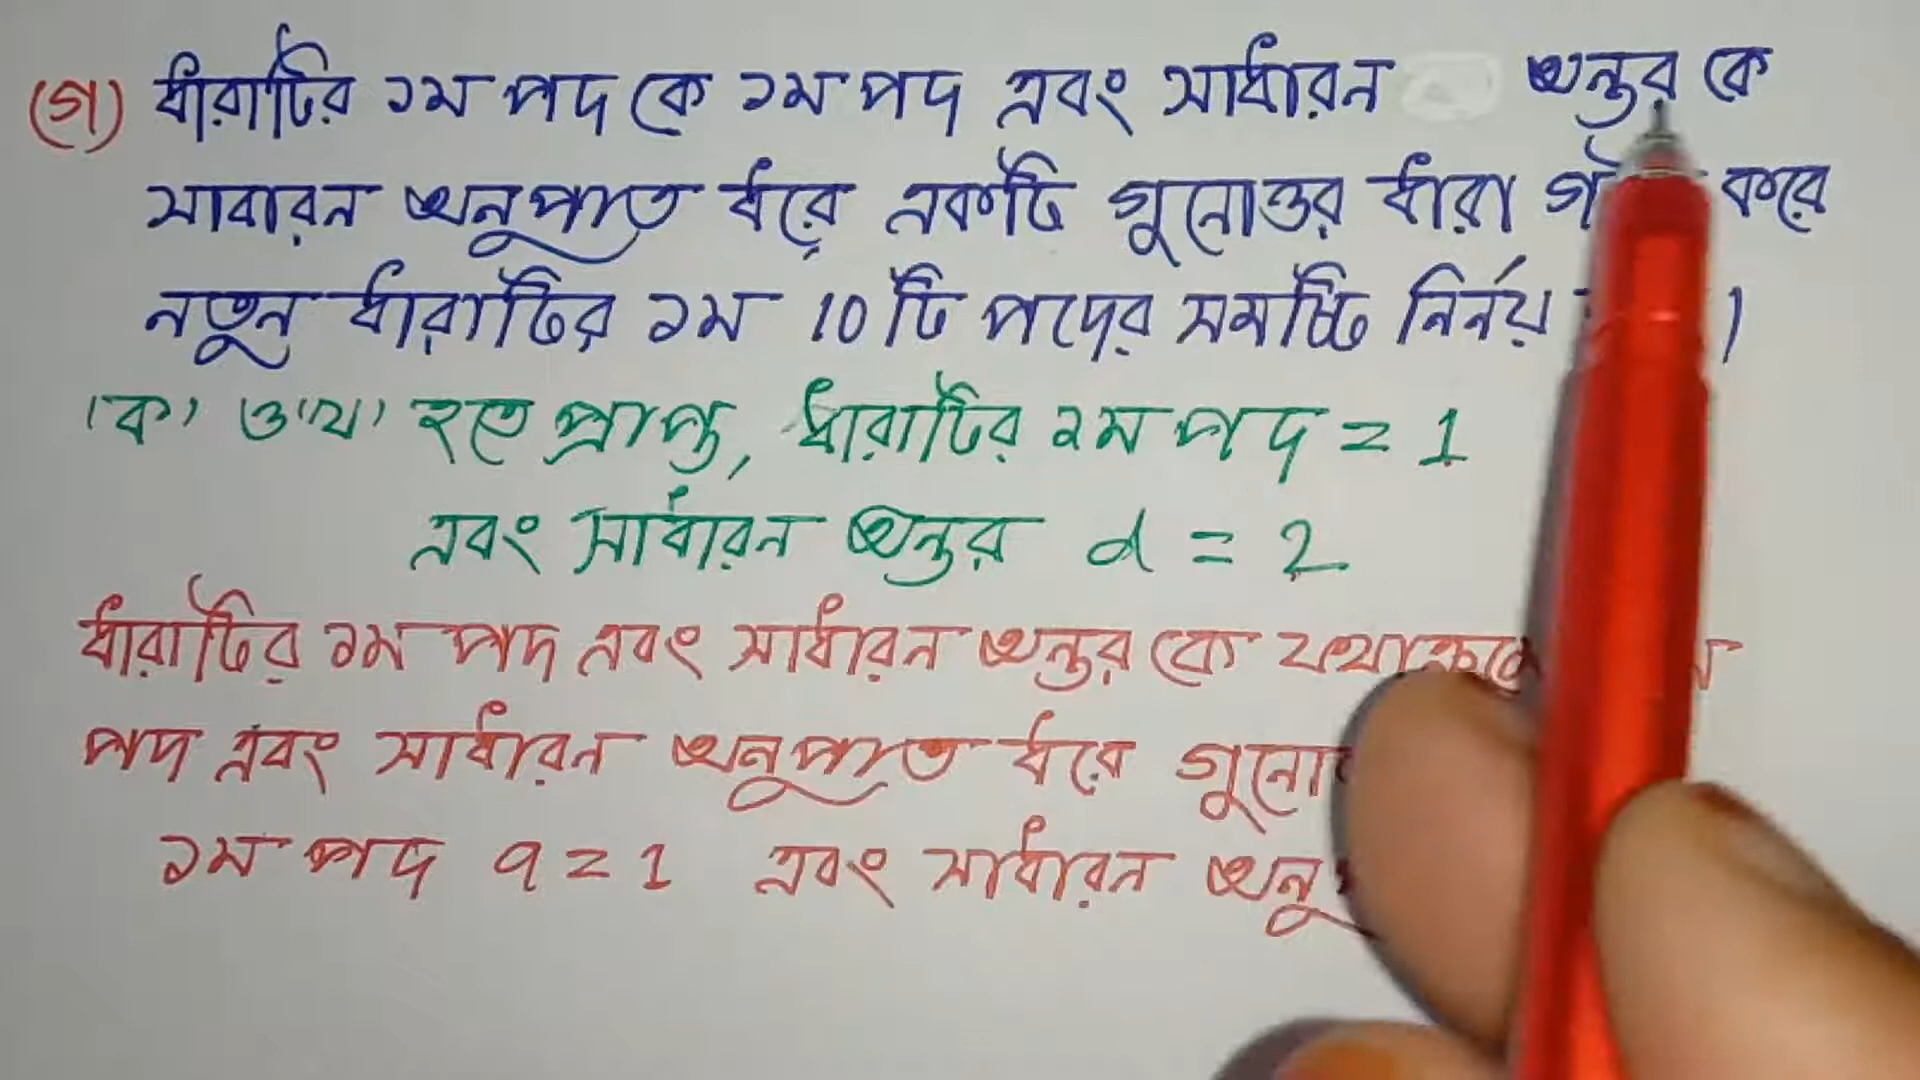 (গ) ধারাটির ১ম পদ কে ১ম পদ এবং সাধারন অন্তর কে
সাধারন অনুপাত ধরে একটি গুনোত্তর ধারা করে
নতুন ধারাটির ১ম 10 টি পদের সমষ্টি নির্নয় ।
'ক' ও 'খ' হতে প্রাপ্ত, ধারাটির ১ম পদ = 1
এবং সাধারন অন্তর d = 2
ধারাটির ১ম পদ এবং সাধারন অন্তর কে যথাক্রমে
পদ এবং সাধারন অনুপাত ধরে
১ম পদ a = 1 এবং সাধারন